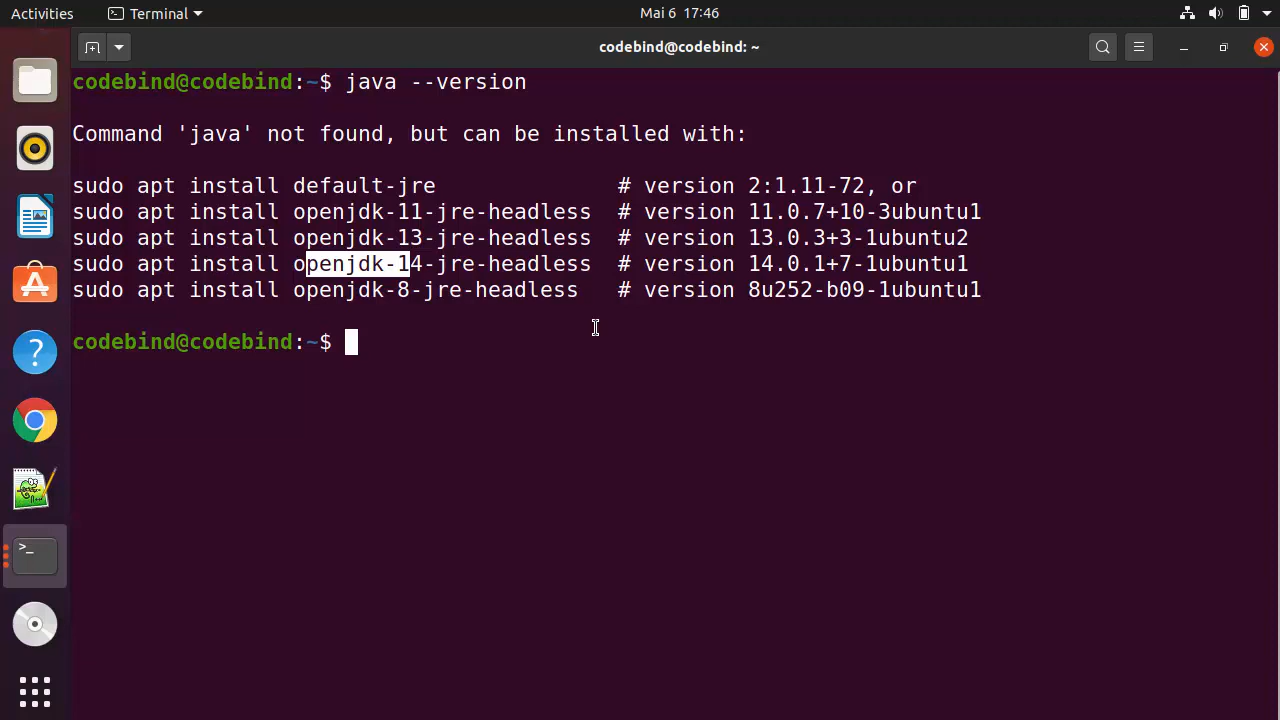 Activities Terminal Mai 6 17:46
codebind@codebind: ~
codebind@codebind:~$ java --version
Command 'java' not found, but can be installed with:
sudo apt install default-jre # version 2:1.11-72, or
sudo apt install openjdk-11-jre-headless # version 11.0.7+10-3ubuntu1
sudo apt install openjdk-13-jre-headless # version 13.0.3+3-1ubuntu2
sudo apt install openjdk-14-jre-headless # version 14.0.1+7-1ubuntu1
sudo apt install openjdk-8-jre-headless # version 8u252-b09-1ubuntu1
codebind@codebind:~$